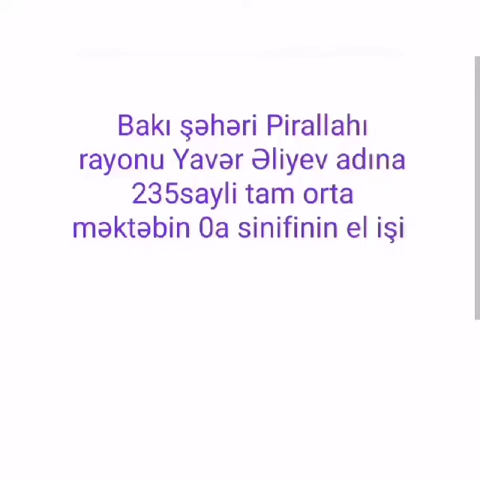 Bakı şəhəri Pirallahı
rayonu Yavər Əliyev adına
235sayli tam orta
məktəbin 0a sinifinin el işi